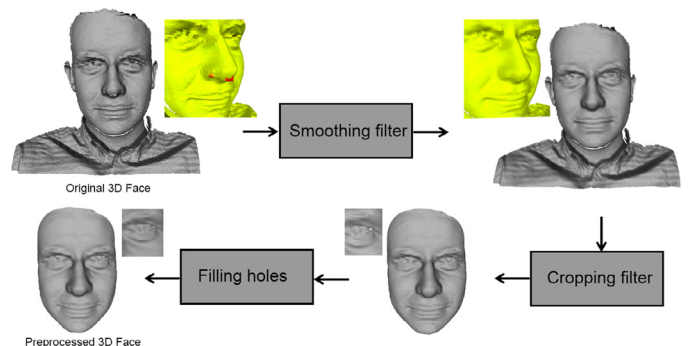 Smoothing filter
Original 3D Face
Filling holes
Cropping filter
Preprocessed 3D Face